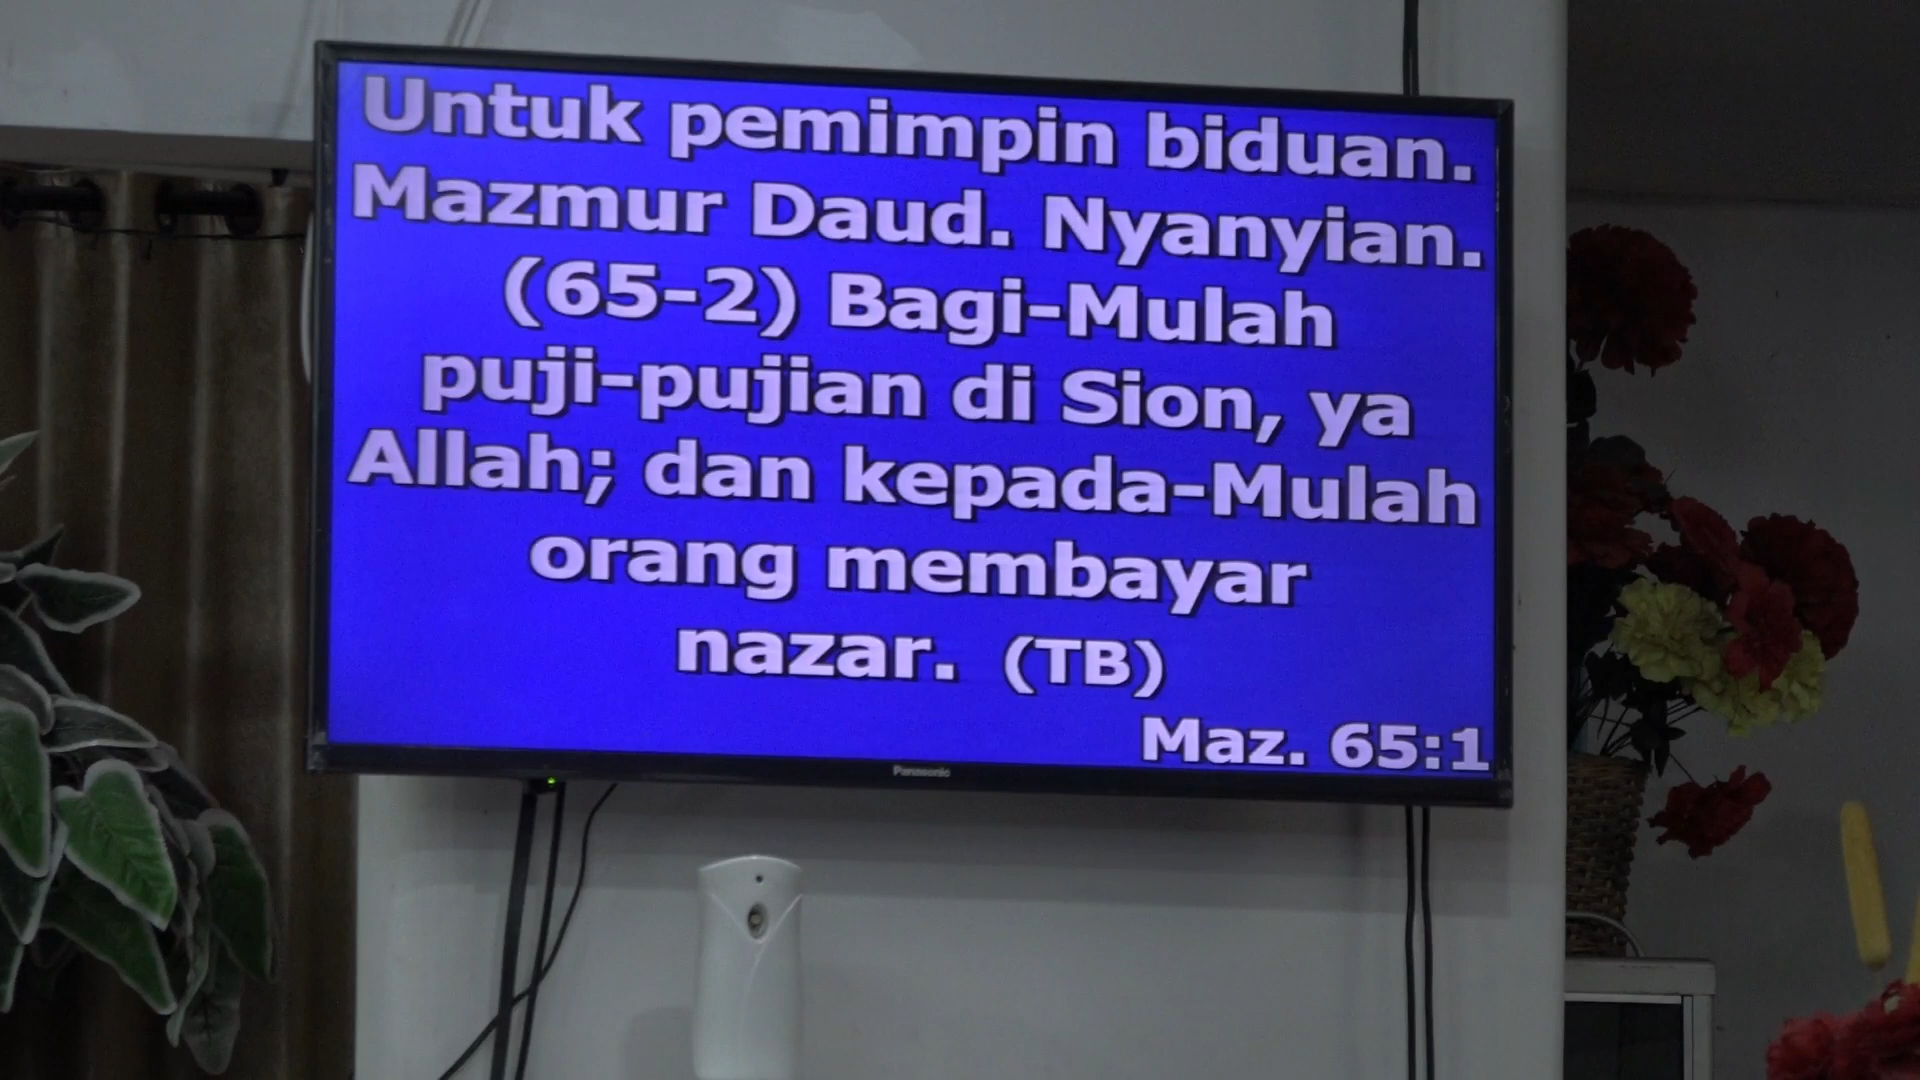 Untuk pemimpin biduan.
Mazmur Daud. Nyanyian.
(65-2) Bagi-Mulah
puji-pujian di Sion, ya
Allah; dan kepada-Mulah
orang membayar
nazar. (TB)
Maz. 65:1
Panasonic